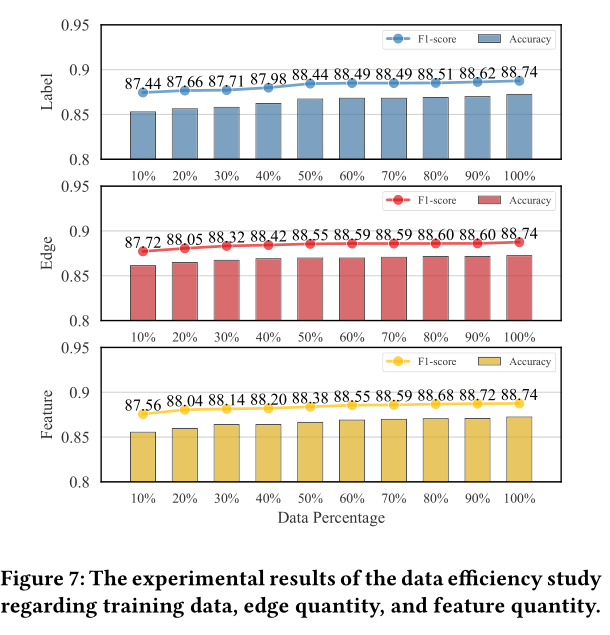 0.95
F1-score Accuracy
0.9
87.44 87.66 87.71 87.98 88.44 88.49 88.49 88.51 88.62 88.74
Label
0.85
0.8
10% 20% 30% 40% 50% 60% 70% 80% 90% 100%
0.95
F1-score Accuracy
0.9
87.72 88.05 88.32 88.42 88.55 88.59 88.59 88.60 88.60 88.74
Edge
0.85
0.8
10% 20% 30% 40% 50% 60% 70% 80% 90% 100%
0.95
F1-score Accuracy
0.9
87.56 88.04 88.14 88.20 88.38 88.55 88.59 88.68 88.72 88.74
Feature
0.85
0.8
10% 20% 30% 40% 50% 60% 70% 80% 90% 100%
Data Percentage
Figure 7: The experimental results of the data efficiency study
regarding training data, edge quantity, and feature quantity.